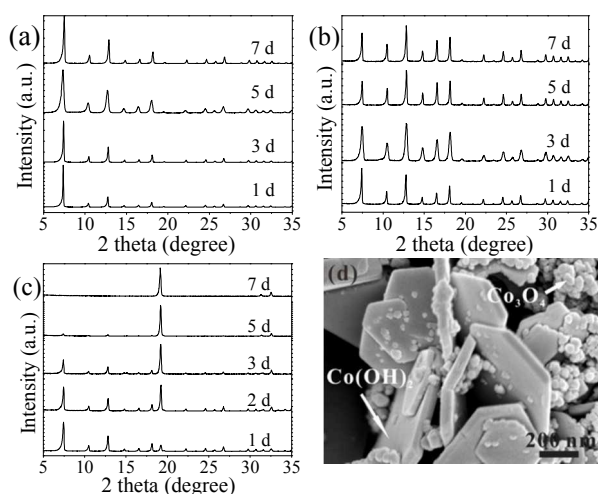 (a)
7 d
5 d
3 d
1 d
Intensity (a.u.)
5 10 15 20 25 30 35
2 theta (degree)
(b)
7 d
5 d
3 d
1 d
Intensity (a.u.)
5 10 15 20 25 30 35
2 theta (degree)
(c)
7 d
5 d
3 d
2 d
1 d
Intensity (a.u.)
5 10 15 20 25 30 35
2 theta (degree)
(d)
Co₃O₄
Co(OH)₂
200 nm